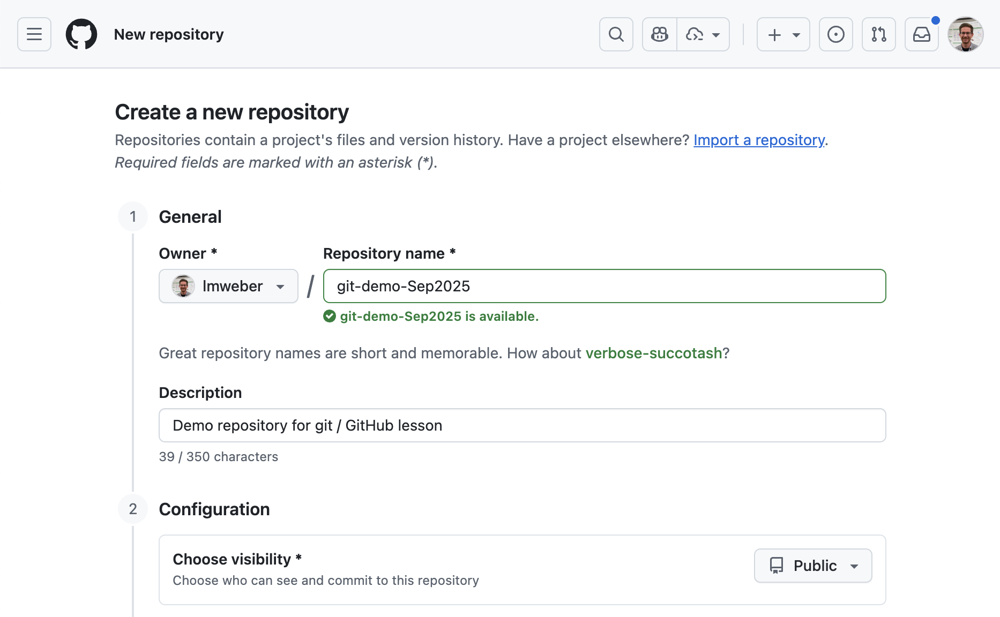 New repository
Create a new repository
Repositories contain a project's files and version history. Have a project elsewhere? Import a repository.
Required fields are marked with an asterisk (*).
1 General
Owner * Repository name *
lmweber / git-demo-Sep2025
git-demo-Sep2025 is available.
Great repository names are short and memorable. How about verbose-succotash?
Description
Demo repository for git / GitHub lesson
39 / 350 characters
2 Configuration
Choose visibility *
Public
Choose who can see and commit to this repository